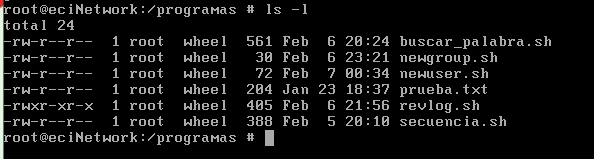 root@eciNetwork:/programas # ls -l
total 24
-rw-r--r--  1 root  wheel  561 Feb  6 20:24 buscar_palabra.sh
-rw-r--r--  1 root  wheel   30 Feb  6 23:21 newgroup.sh
-rw-r--r--  1 root  wheel   72 Feb  7 00:34 newuser.sh
-rw-r--r--  1 root  wheel  204 Jan 23 18:37 prueba.txt
-rwxr-xr-x  1 root  wheel  405 Feb  6 21:56 revlog.sh
-rw-r--r--  1 root  wheel  388 Feb  5 20:10 secuencia.sh
root@eciNetwork:/programas #